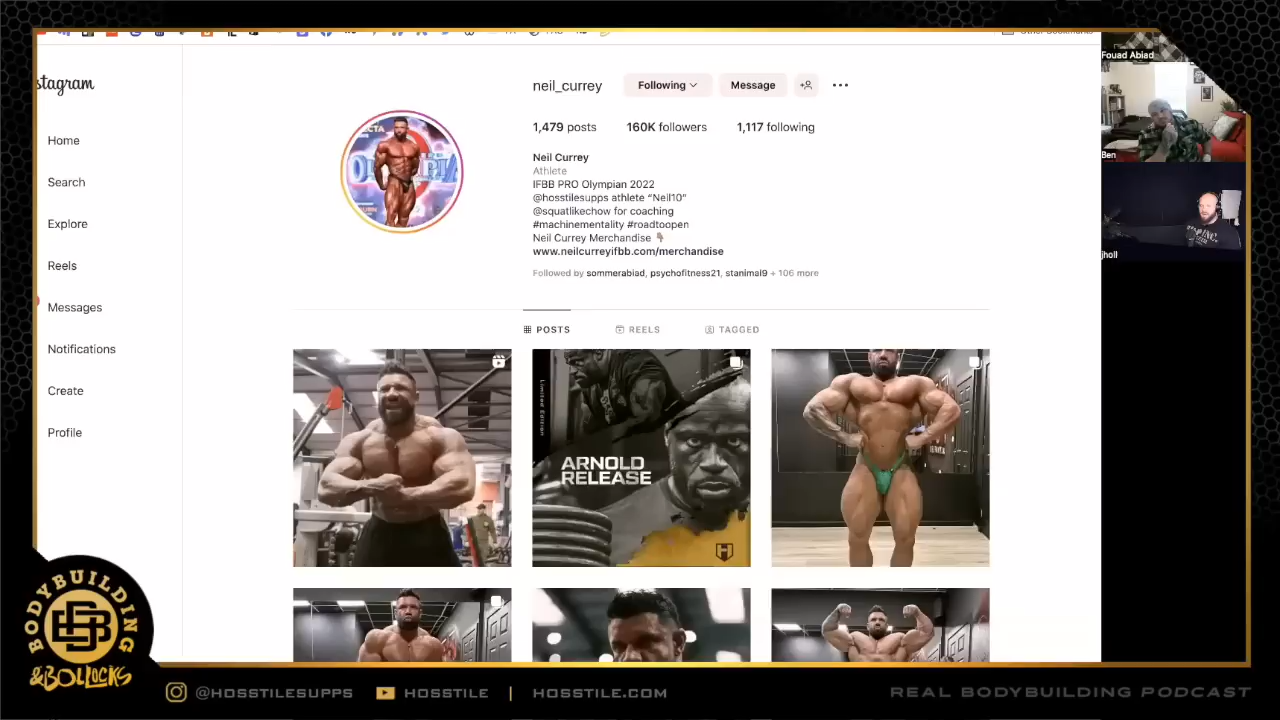 stagram
Home
Search
Explore
Reels
Messages
Notifications
Create
Profile
neil_currey
Following
Message
1,479 posts
160K followers
1,117 following
Neil Currey
Athlete
IFBB PRO Olympian 2022
@hosstilesupps athlete “Neil10”
@squatlikechow for coaching
#machinementality #roadtoopen
Neil Currey Merchandise
www.neilcurreyifbb.com/merchandise
Followed by sommerabiad, psychofitness21, stanimal9 + 106 more
POSTS
REELS
TAGGED
Limited Edition
ARNOLD
RELEASE
Fouad Abiad
Ben
jholl
BODYBUILDING
&BOLLOCKS
@HOSSTILESUPPS
HOSSTILE
|
HOSSTILE.COM
REAL BODYBUILDING PODCAST